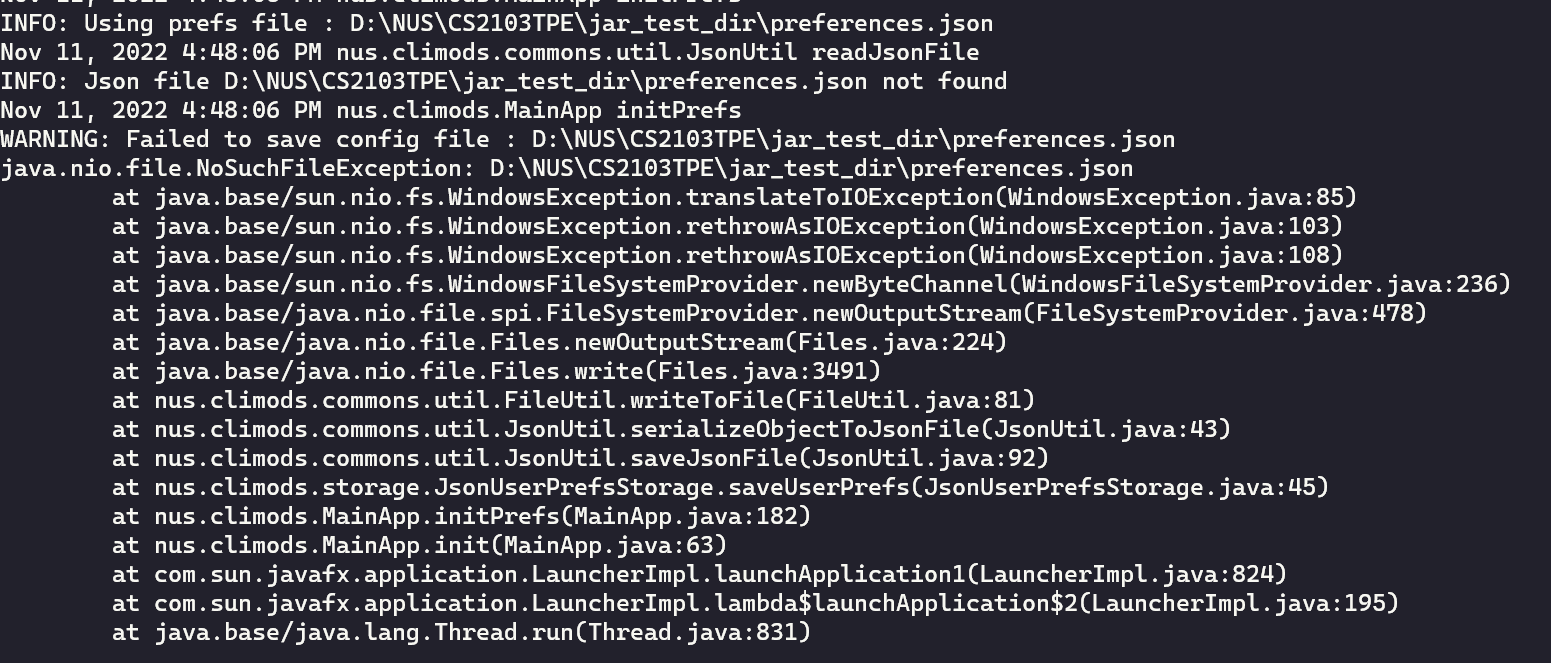 INFO: Using prefs file : D:\NUS\CS2103TPE\jar_test_dir\preferences.json
Nov 11, 2022 4:48:06 PM nus.climods.commons.util.JsonUtil readJsonFile
INFO: Json file D:\NUS\CS2103TPE\jar_test_dir\preferences.json not found
Nov 11, 2022 4:48:06 PM nus.climods.MainApp initPrefs
WARNING: Failed to save config file : D:\NUS\CS2103TPE\jar_test_dir\preferences.json
java.nio.file.NoSuchFileException: D:\NUS\CS2103TPE\jar_test_dir\preferences.json
        at java.base/sun.nio.fs.WindowsException.translateToIOException(WindowsException.java:85)
        at java.base/sun.nio.fs.WindowsException.rethrowAsIOException(WindowsException.java:103)
        at java.base/sun.nio.fs.WindowsException.rethrowAsIOException(WindowsException.java:108)
        at java.base/sun.nio.fs.WindowsFileSystemProvider.newByteChannel(WindowsFileSystemProvider.java:236)
        at java.base/java.nio.file.spi.FileSystemProvider.newOutputStream(FileSystemProvider.java:478)
        at java.base/java.nio.file.Files.newOutputStream(Files.java:224)
        at java.base/java.nio.file.Files.write(Files.java:3491)
        at nus.climods.commons.util.FileUtil.writeToFile(FileUtil.java:81)
        at nus.climods.commons.util.JsonUtil.serializeObjectToJsonFile(JsonUtil.java:43)
        at nus.climods.commons.util.JsonUtil.saveJsonFile(JsonUtil.java:92)
        at nus.climods.storage.JsonUserPrefsStorage.saveUserPrefs(JsonUserPrefsStorage.java:45)
        at nus.climods.MainApp.initPrefs(MainApp.java:182)
        at nus.climods.MainApp.init(MainApp.java:63)
        at com.sun.javafx.application.LauncherImpl.launchApplication1(LauncherImpl.java:824)
        at com.sun.javafx.application.LauncherImpl.lambda$launchApplication$2(LauncherImpl.java:195)
        at java.base/java.lang.Thread.run(Thread.java:831)